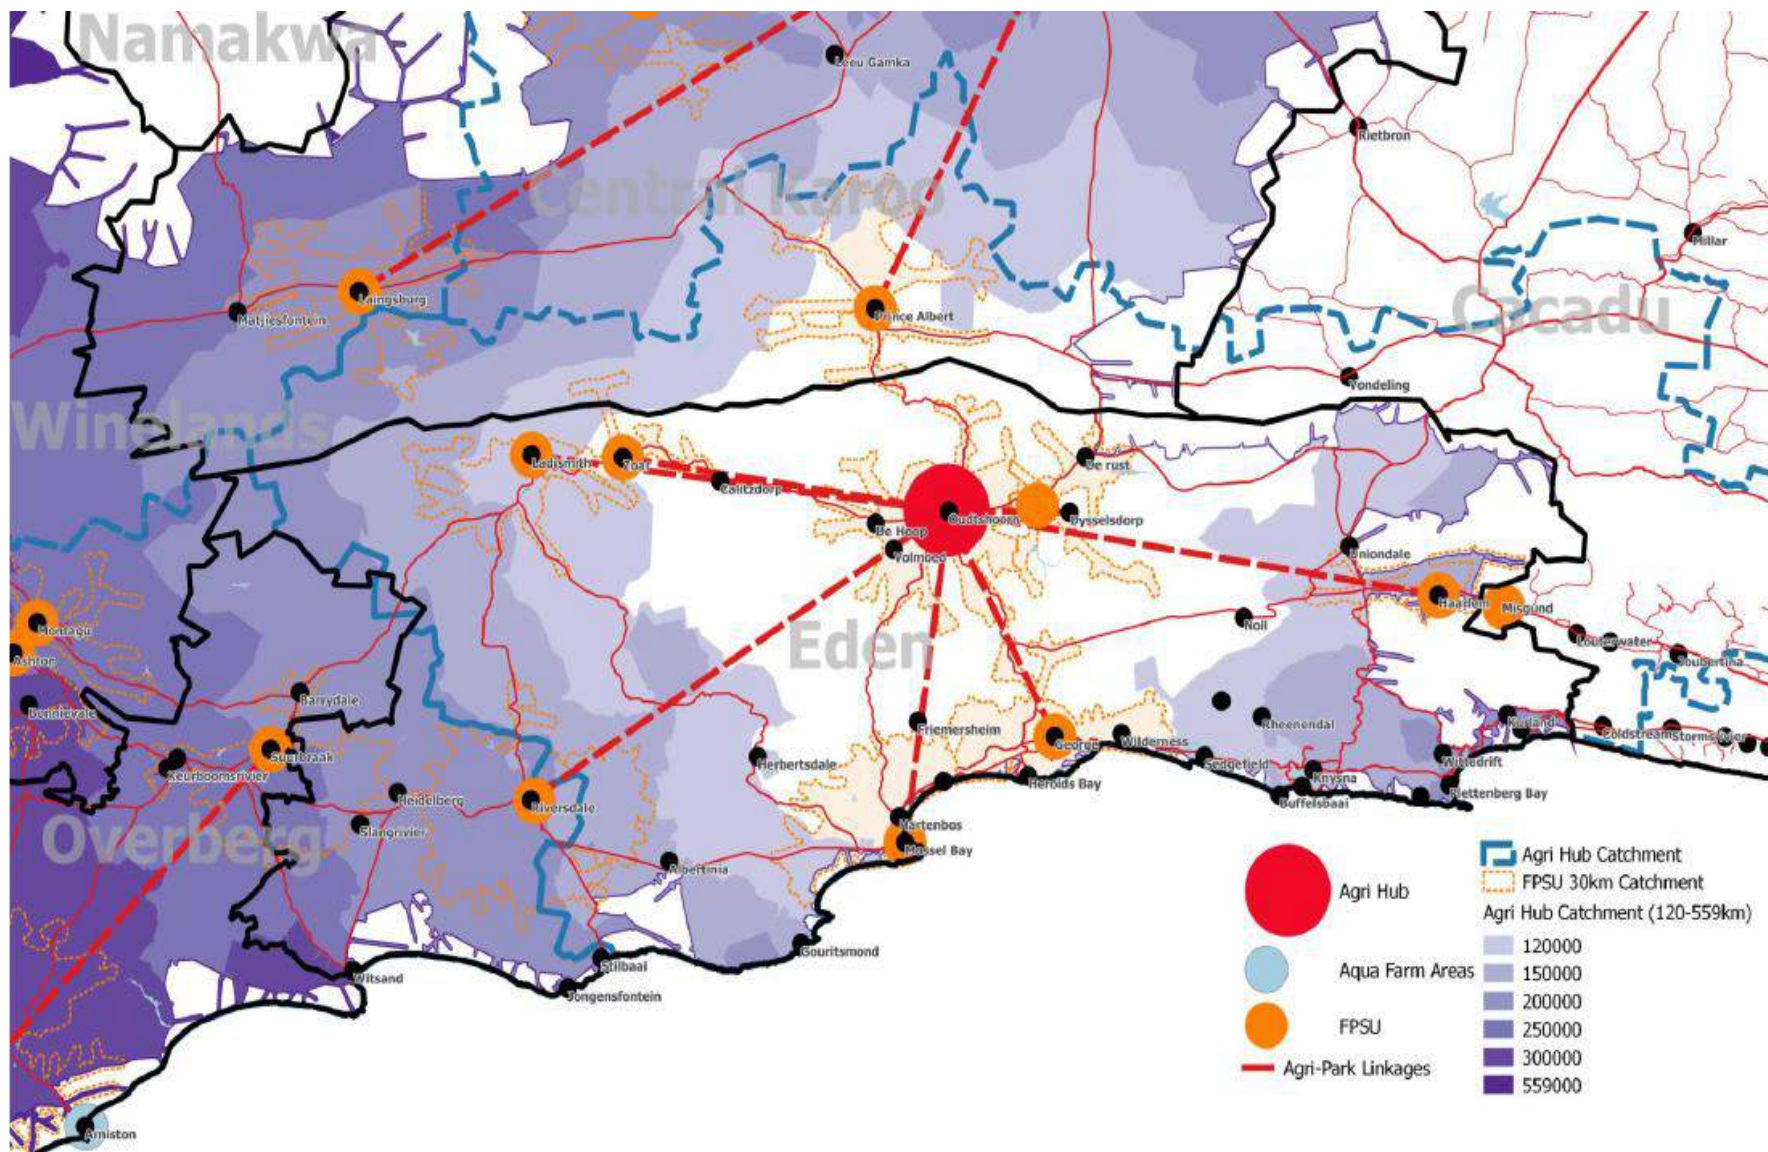 Namakwa
Leeu Gamka
Rietbron
Central Karoo
Millar
Laingsburg
Matjiesfontein
Prince Albert
Cacadu
Vondeling
Winelands
Ladismith
Zoar
Calitzdorp
De rust
Oudtshoorn
Dysselsdorp
De Hoop
Volmoed
Uniondale
Haarlem
Misgund
Noll
Louterwater
Joubertina
Montagu
Ashton
Eden
Barrydale
Bonnievale
Suurbraak
Keurboomsrivier
Friemersheim
George
Wilderness
Rheenendal
Kurland
Coldstream
Stormsrivier
Herbertsdale
Sedgefield
Wittedrift
Knysna
Herolds Bay
Buffelsbaai
Plettenberg Bay
Heidelberg
Riversdale
Slangrivier
Overberg
Hartenbos
Mossel Bay
Albertinia
Gouritsmond
Stilbaai
Witsand
Jongensfontein
Arniston
Agri Hub
Aqua Farm Areas
FPSU
Agri-Park Linkages
Agri Hub Catchment
FPSU 30km Catchment
Agri Hub Catchment (120-559km)
120000
150000
200000
250000
300000
559000